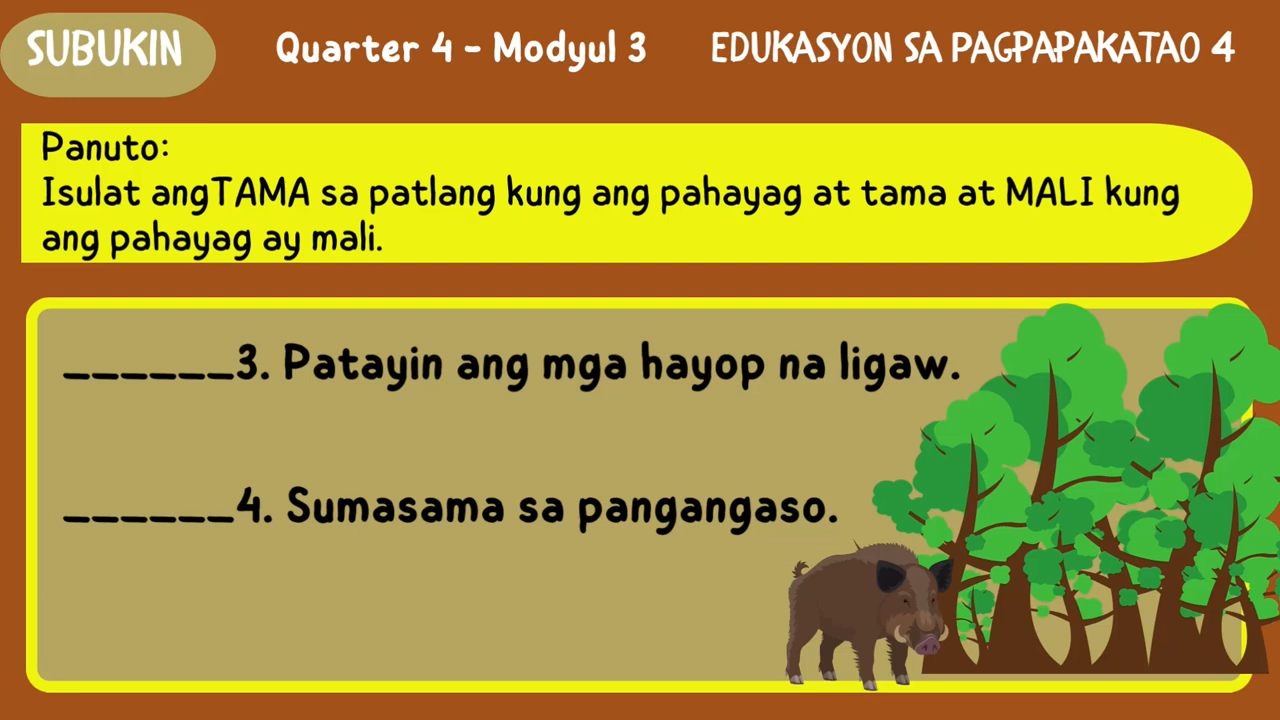 SUBUKIN Quarter 4 - Modyul 3 EDUKASYON SA PAGPAPAKATAO 4
Panuto:
Isulat angTAMA sa patlang kung ang pahayag at tama at MALI kung
ang pahayag ay mali.
______3. Patayin ang mga hayop na ligaw.
______4. Sumasama sa pangangaso.